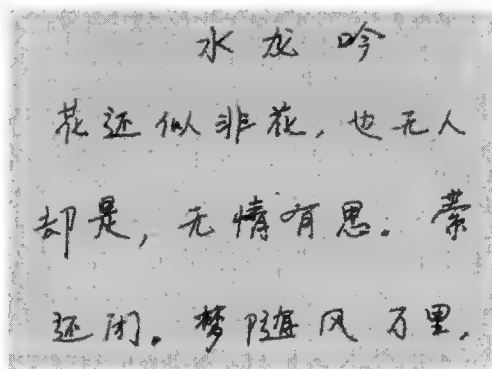 水龙吟
花还似非花，也无人
却是，无情有思。萦
还闭。梦随风万里，